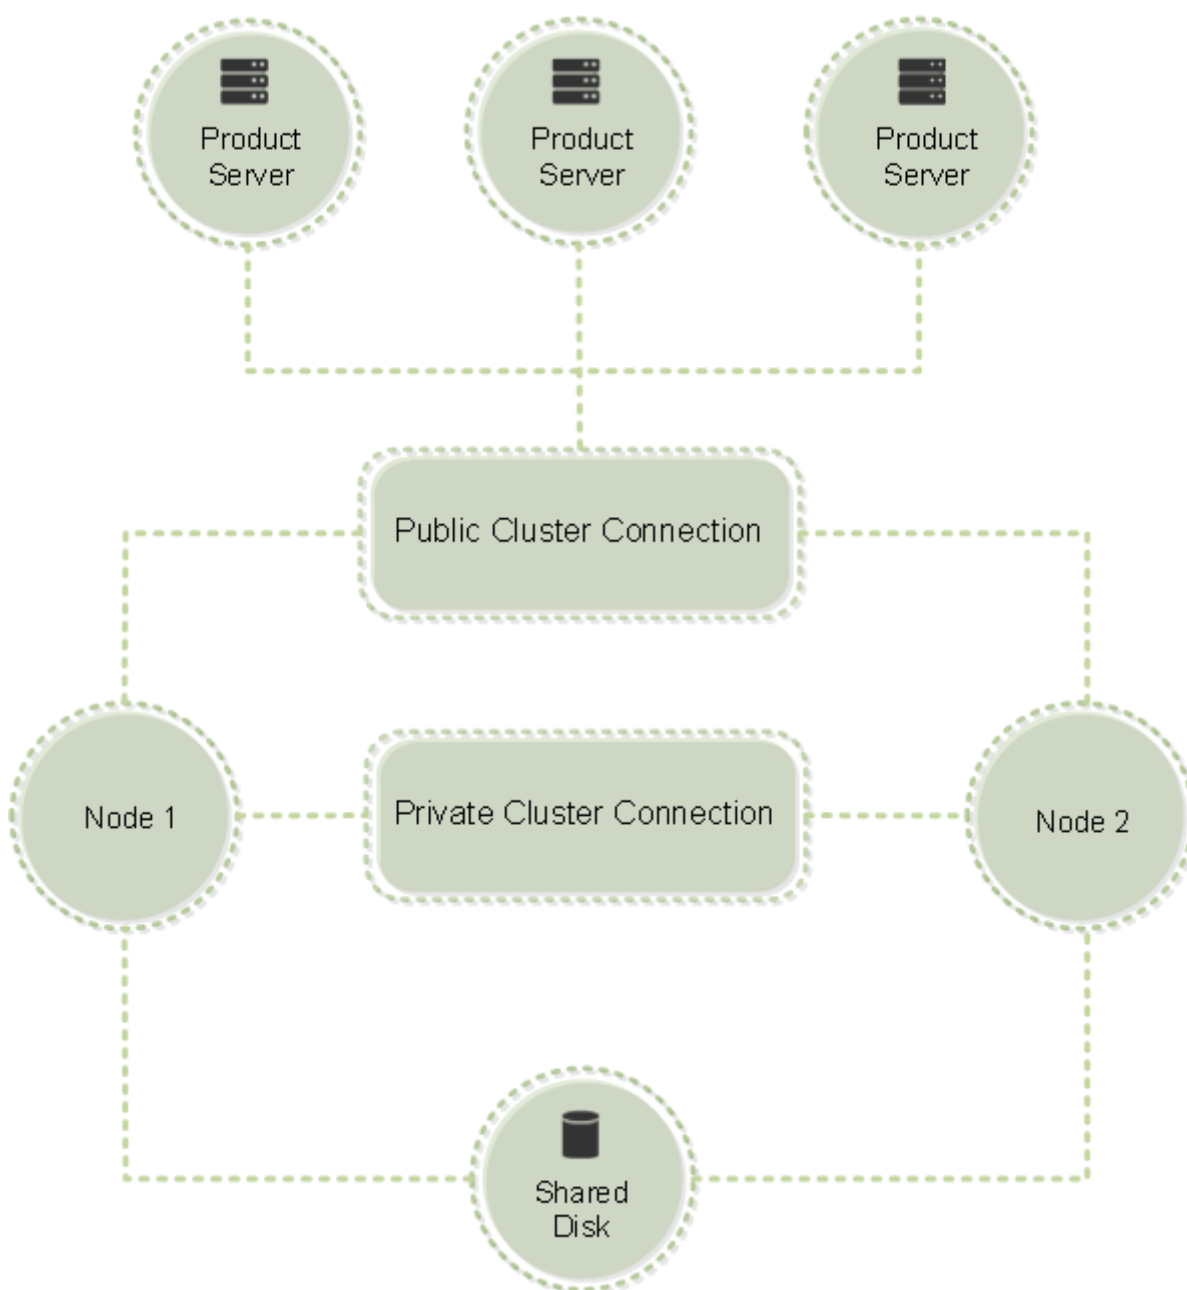 Product
Server
Product
Server
Product
Server
Public Cluster Connection
Node 1
Private Cluster Connection
Node 2
Shared
Disk